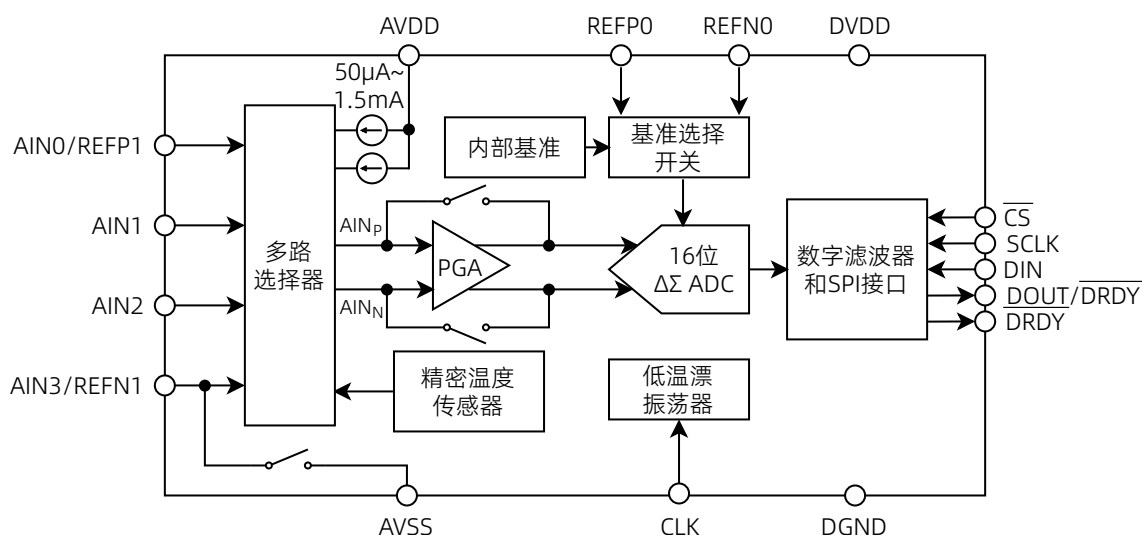 AVDD
REFP0
REFN0
DVDD
50μA~
1.5mA
AIN0/REFP1
内部基准
基准选择
开关
AIN1
AIN2
AIN3/REFN1
多路
选择器
AINP
AINN
PGA
16位
ΔΣ ADC
数字滤波器
和SPI接口
CS
SCLK
DIN
DOUT/DRDY
DRDY
精密温度
传感器
低温漂
振荡器
AVSS
CLK
DGND